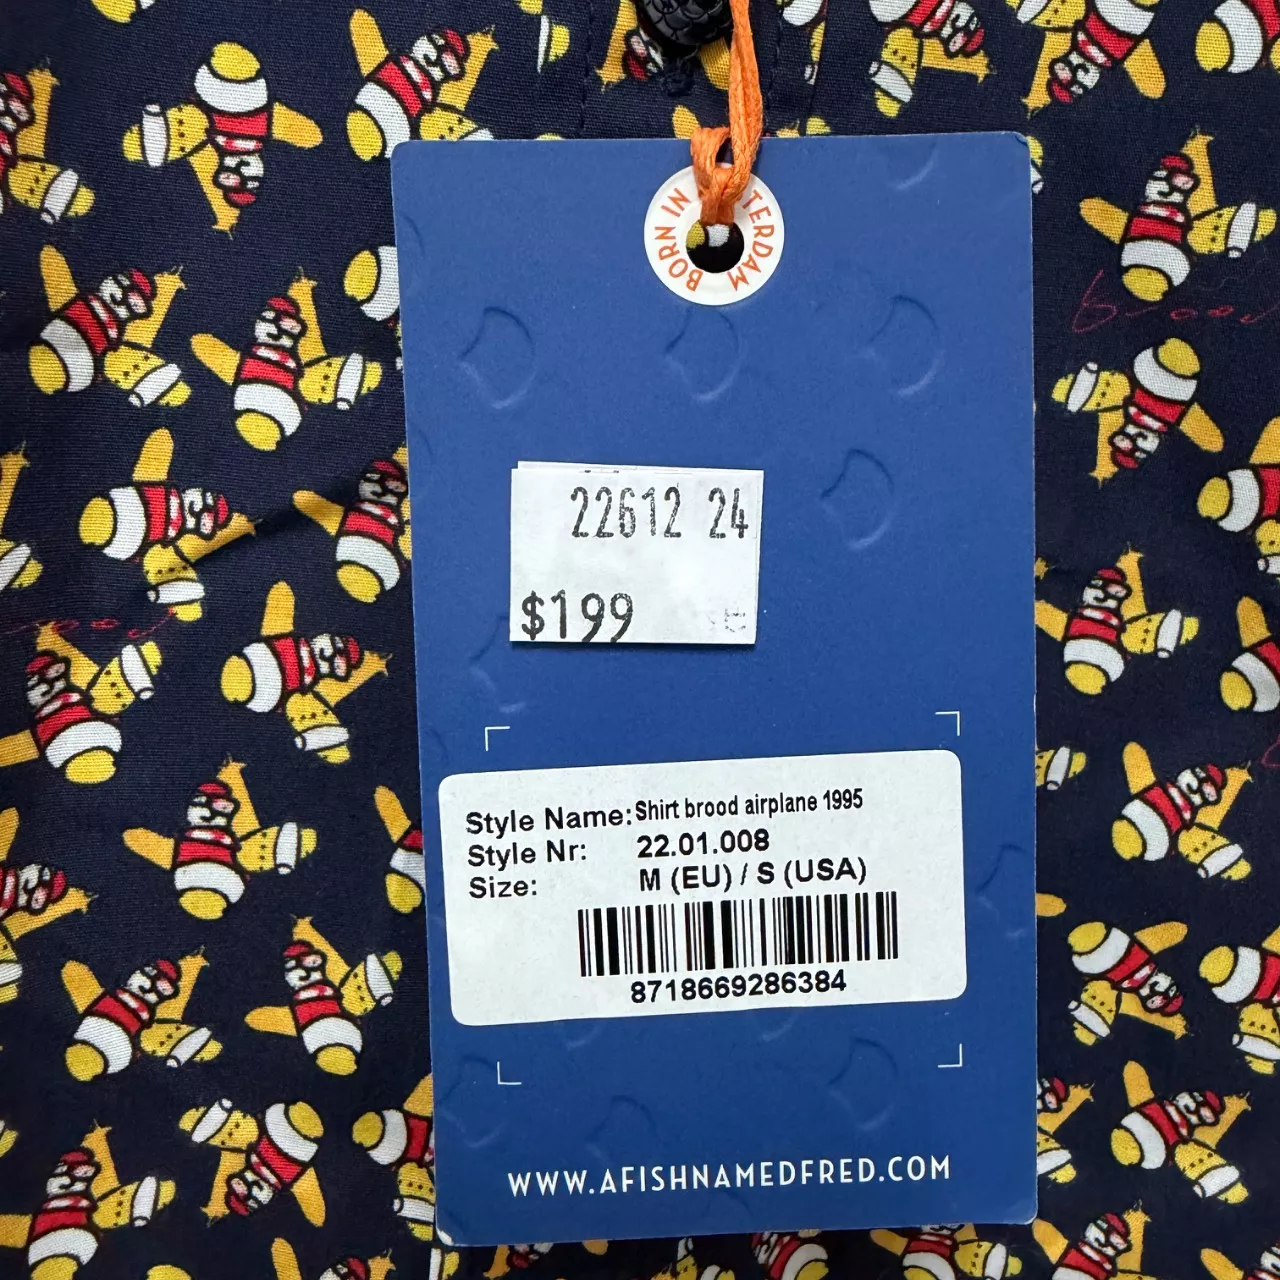 BORN IN
TERDAM
22612 24
$199
Style Name: Shirt brood airplane 1995
Style Nr: 22.01.008
Size: M (EU) / S (USA)
8718669286384
WWW.AFISHNAMEDFRED.COM
brood